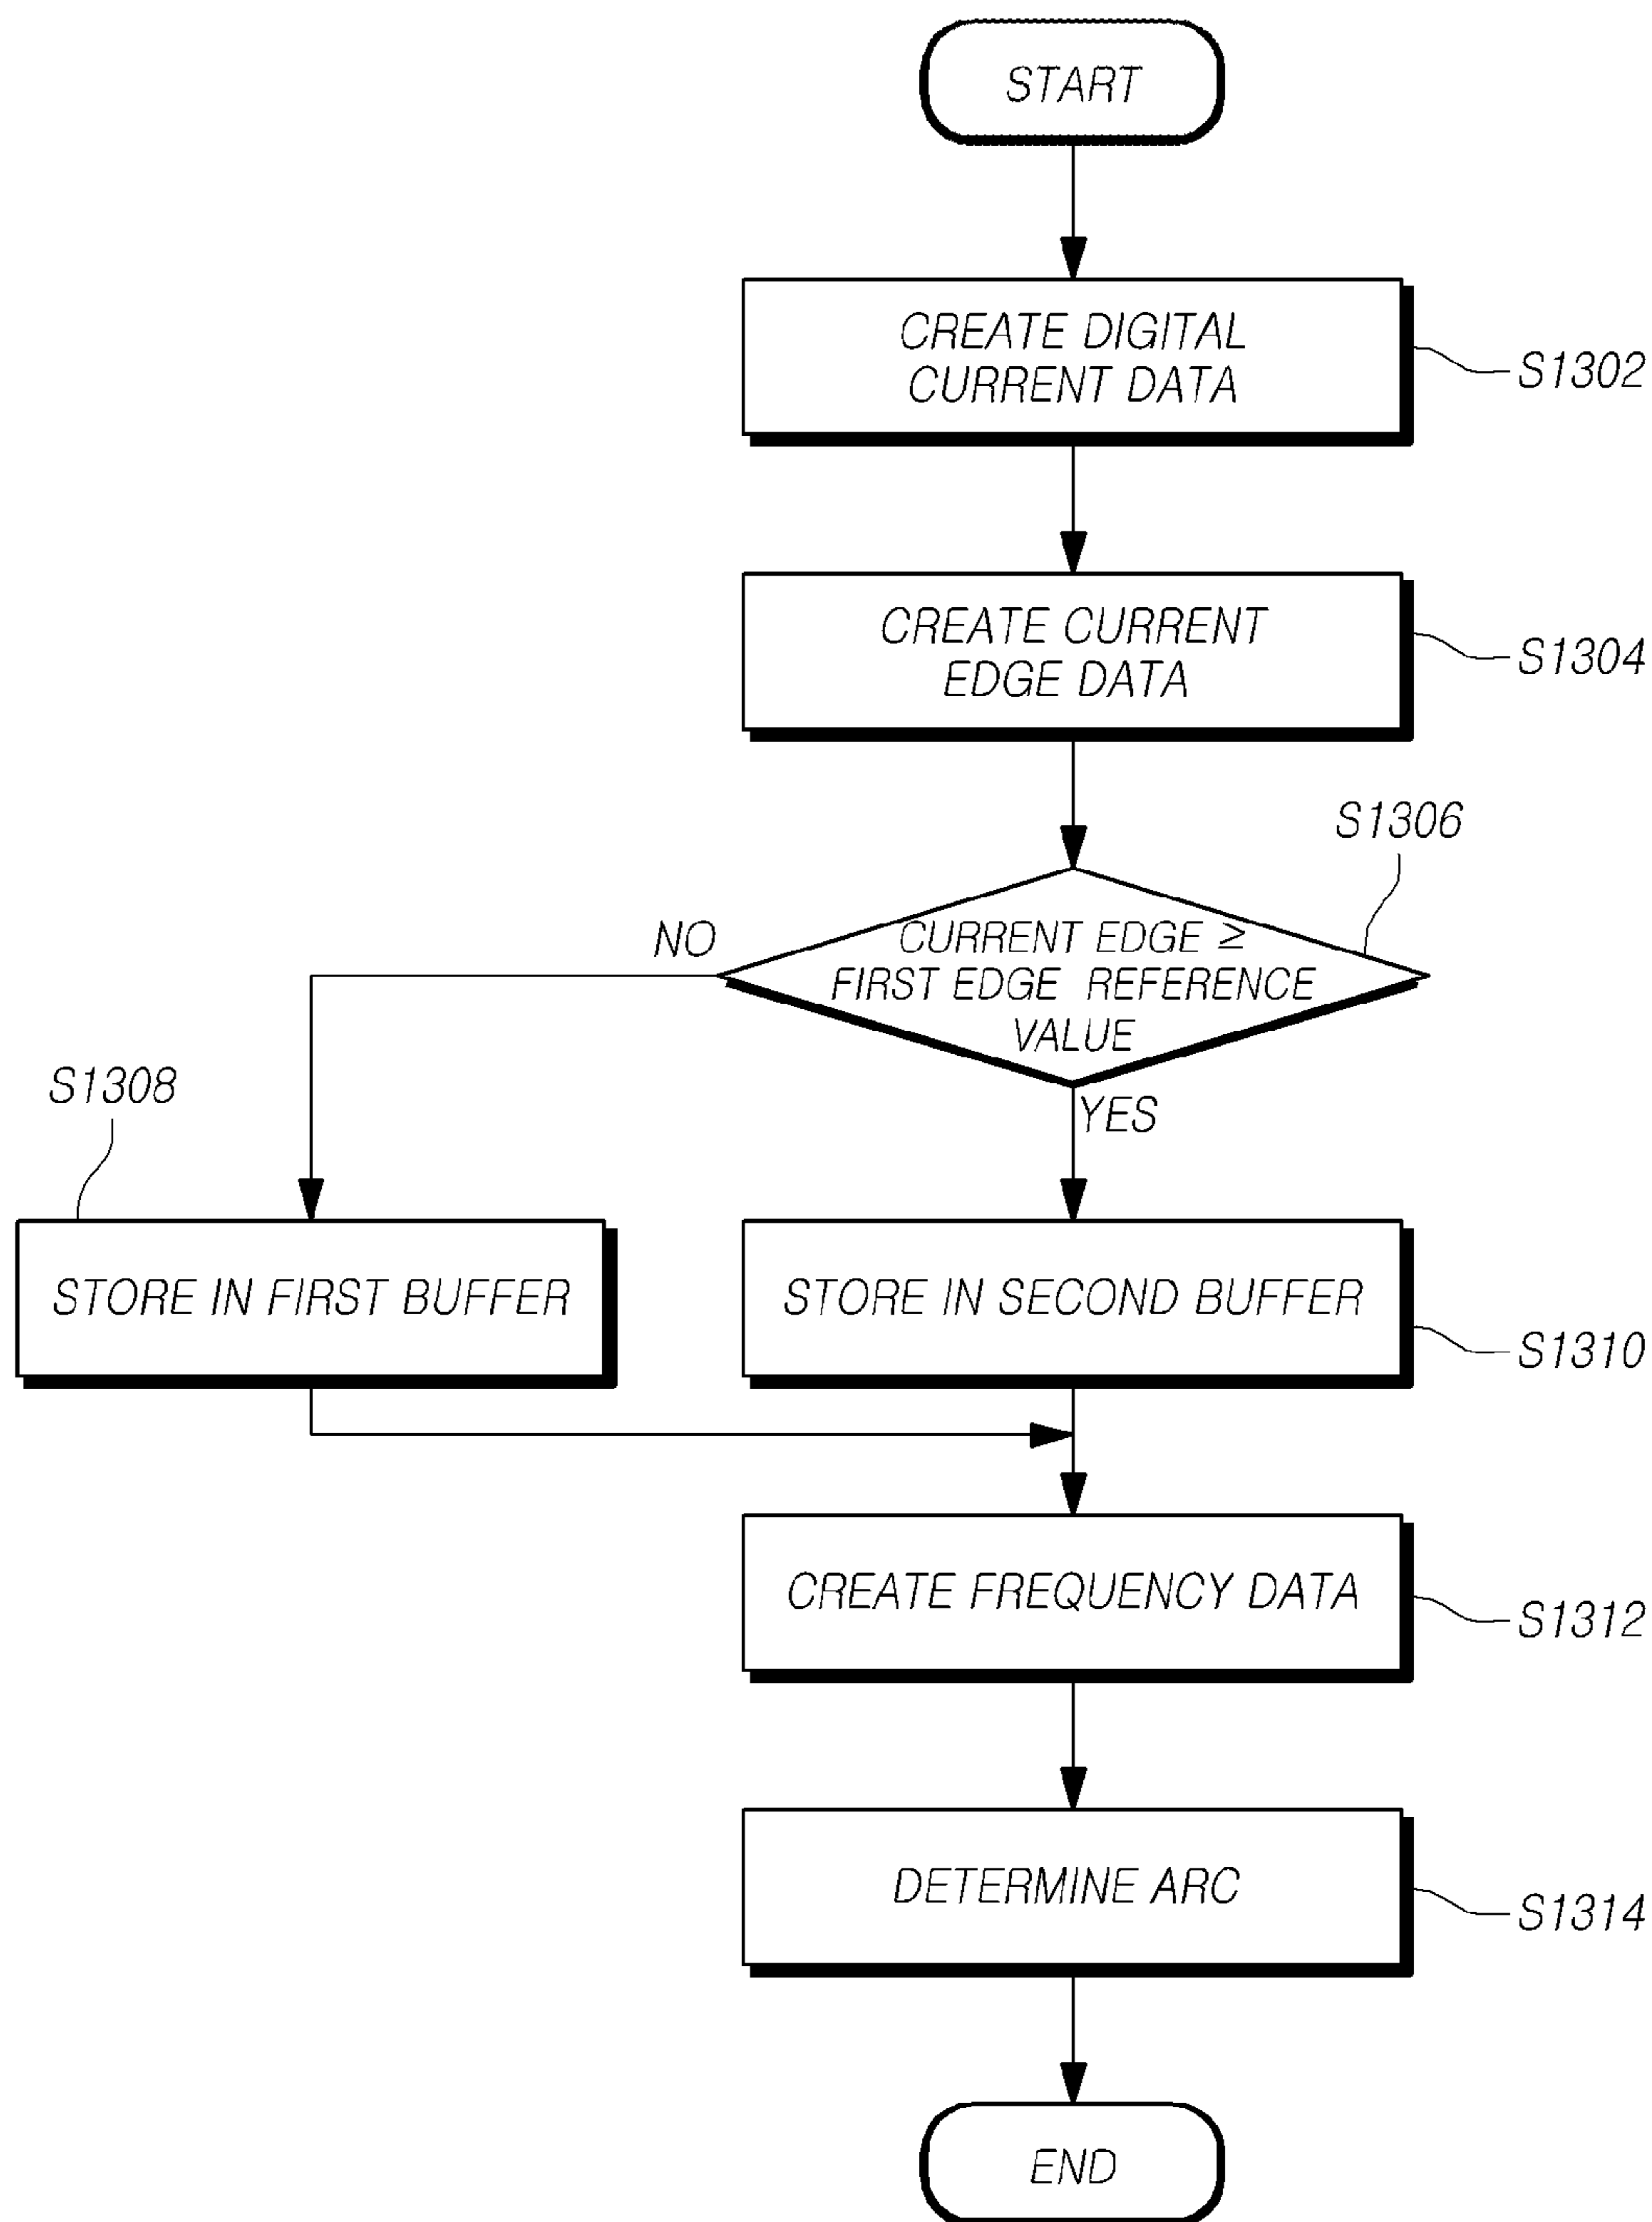 START
CREATE DIGITAL
CURRENT DATA
S1302
CREATE CURRENT
EDGE DATA
S1304
S1306
NO
CURRENT EDGE ≥
FIRST EDGE REFERENCE
VALUE
S1308
YES
STORE IN FIRST BUFFER
STORE IN SECOND BUFFER
S1310
CREATE FREQUENCY DATA
S1312
DETERMINE ARC
S1314
END